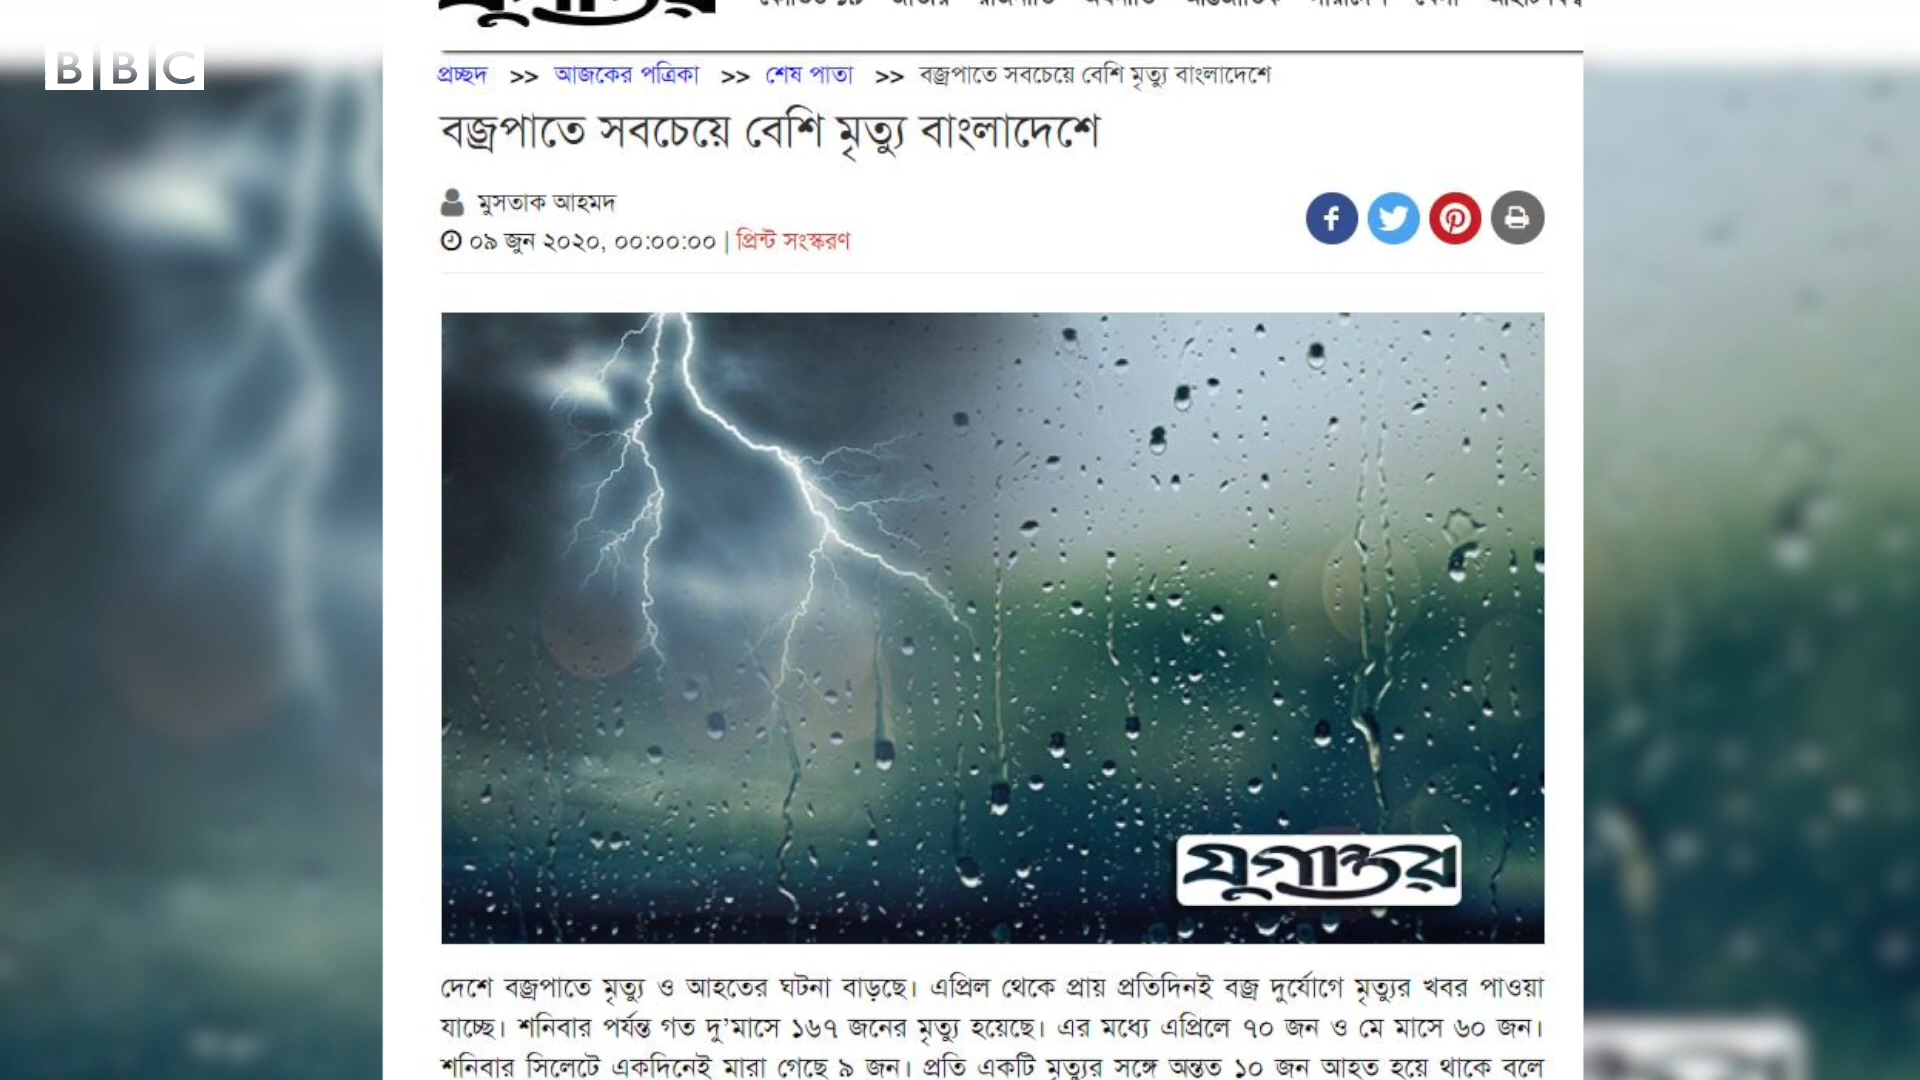 BBC
যুগান্তর
প্রচ্ছদ >> আজকের পত্রিকা >> শেষ পাতা >> বজ্রপাতে সবচেয়ে বেশি মৃত্যু বাংলাদেশে
বজ্রপাতে সবচেয়ে বেশি মৃত্যু বাংলাদেশে
মুসতাক আহমদ
০৯ জুন ২০২০, ০০:০০:০০ | প্রিন্ট সংস্করণ
যুগান্তর
দেশে বজ্রপাতে মৃত্যু ও আহতের ঘটনা বাড়ছে। এপ্রিল থেকে প্রায় প্রতিদিনই বজ্র দুর্যোগে মৃত্যুর খবর পাওয়া
যাচ্ছে। শনিবার পর্যন্ত গত দু’মাসে ১৬৭ জনের মৃত্যু হয়েছে। এর মধ্যে এপ্রিলে ৭০ জন ও মে মাসে ৬০ জন।
শনিবার সিলেটে একদিনেই মারা গেছে ৯ জন। প্রতি একটি মৃত্যুর সঙ্গে অন্তত ১০ জন আহত হয়ে থাকে বলে